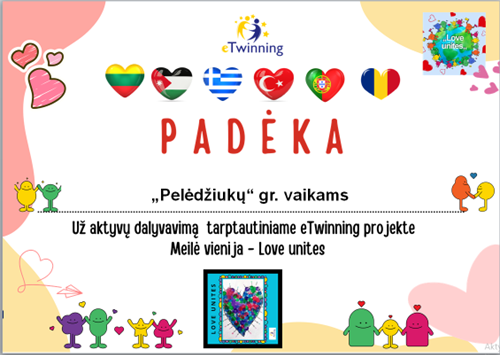 eTwinning
Love
unites
PADĖKA
„Pelėdžiukų“ gr. vaikams
Už aktyvų dalyvavimą tarptautiniame eTwinning projekte
Meilė vienija - Love unites
LOVE UNITES